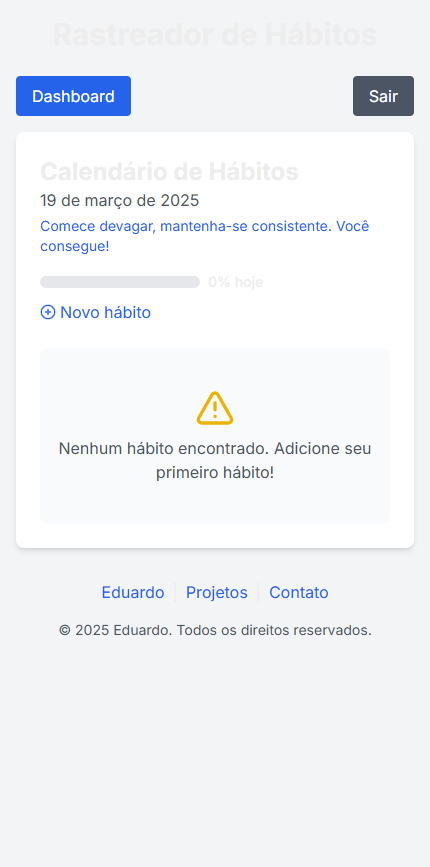 Rastreador de Hábitos
Dashboard
Sair
Calendário de Hábitos
19 de março de 2025
Comece devagar, mantenha-se consistente. Você
consegue!
0% hoje
Novo hábito
Nenhum hábito encontrado. Adicione seu
primeiro hábito!
Eduardo | Projetos | Contato
© 2025 Eduardo. Todos os direitos reservados.